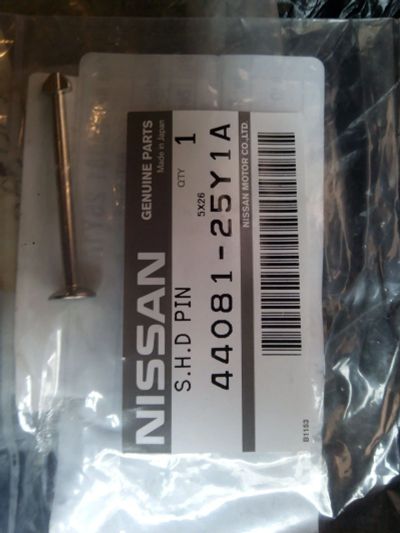 NISSAN
GENUINE PARTS
Made in Japan
S.H.D PIN
QTY 1
5X26
44081-25Y1A
NISSAN MOTOR CO.,LTD.
B1153